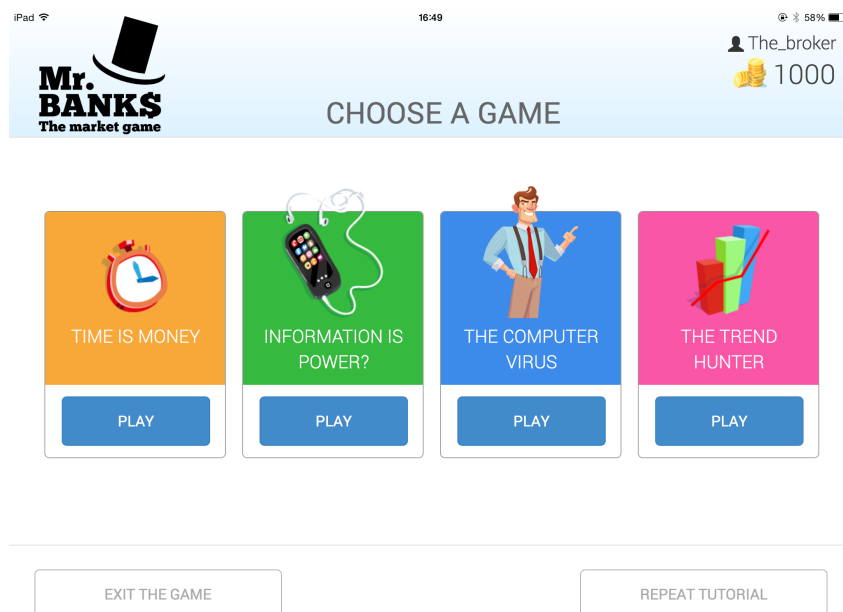 iPad 16:49 58%
The_broker
1000
Mr.
BANK$
The market game
CHOOSE A GAME
TIME IS MONEY
INFORMATION IS
POWER?
THE COMPUTER
VIRUS
THE TREND
HUNTER
PLAY PLAY PLAY PLAY
EXIT THE GAME REPEAT TUTORIAL